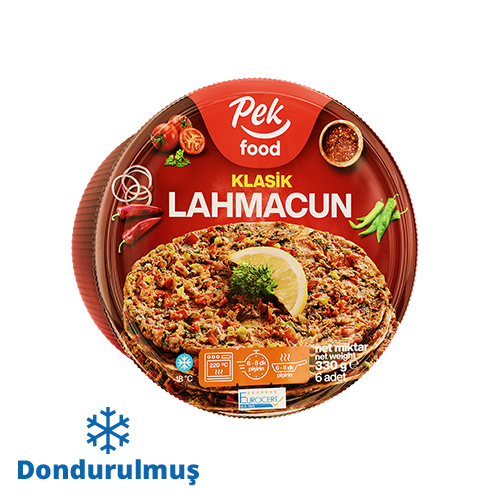 Pek
food
KLASİK
LAHMACUN
net miktar
net weight
330 g ℮
6 adet
-18 °C
220 ºC
6 - 8 dk
pişirin
6 - 8 dk
pişirin
EUROCERT
Dondurulmuş